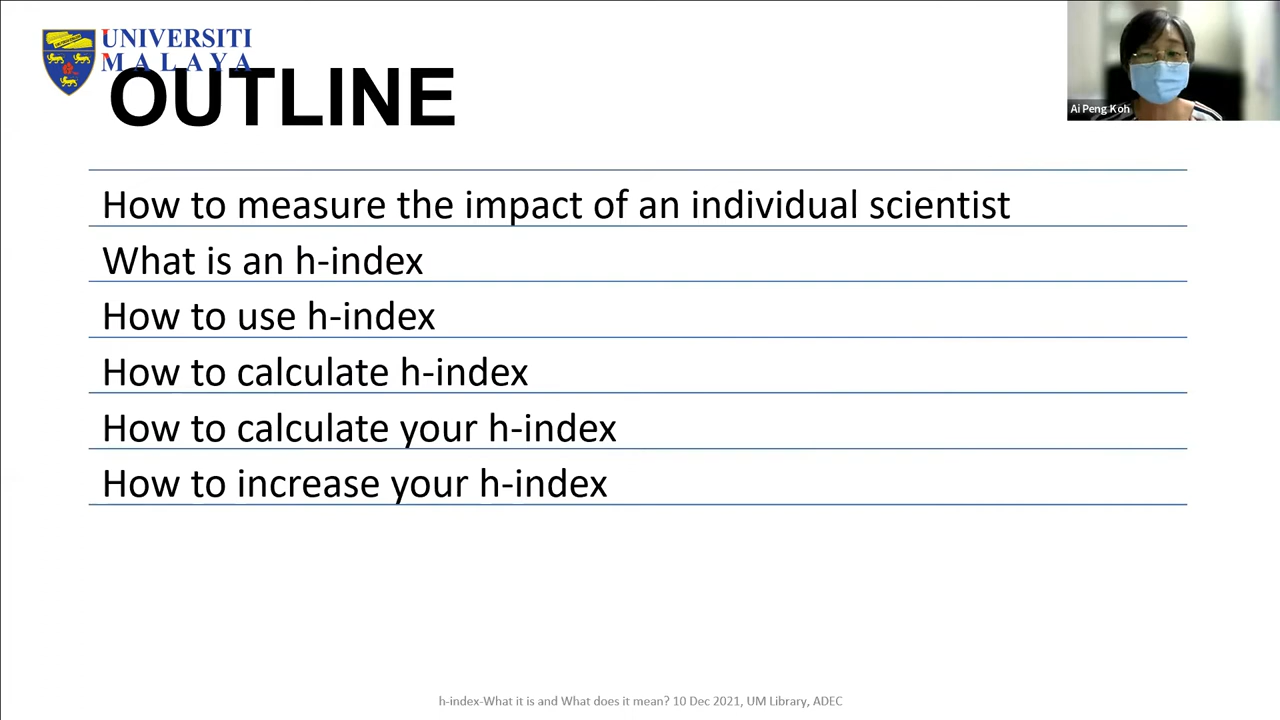 UNIVERSITI
MALAYA
OUTLINE
Ai Peng Koh
How to measure the impact of an individual scientist
What is an h-index
How to use h-index
How to calculate h-index
How to calculate your h-index
How to increase your h-index
h-index-What it is and What does it mean? 10 Dec 2021, UM Library, ADEC